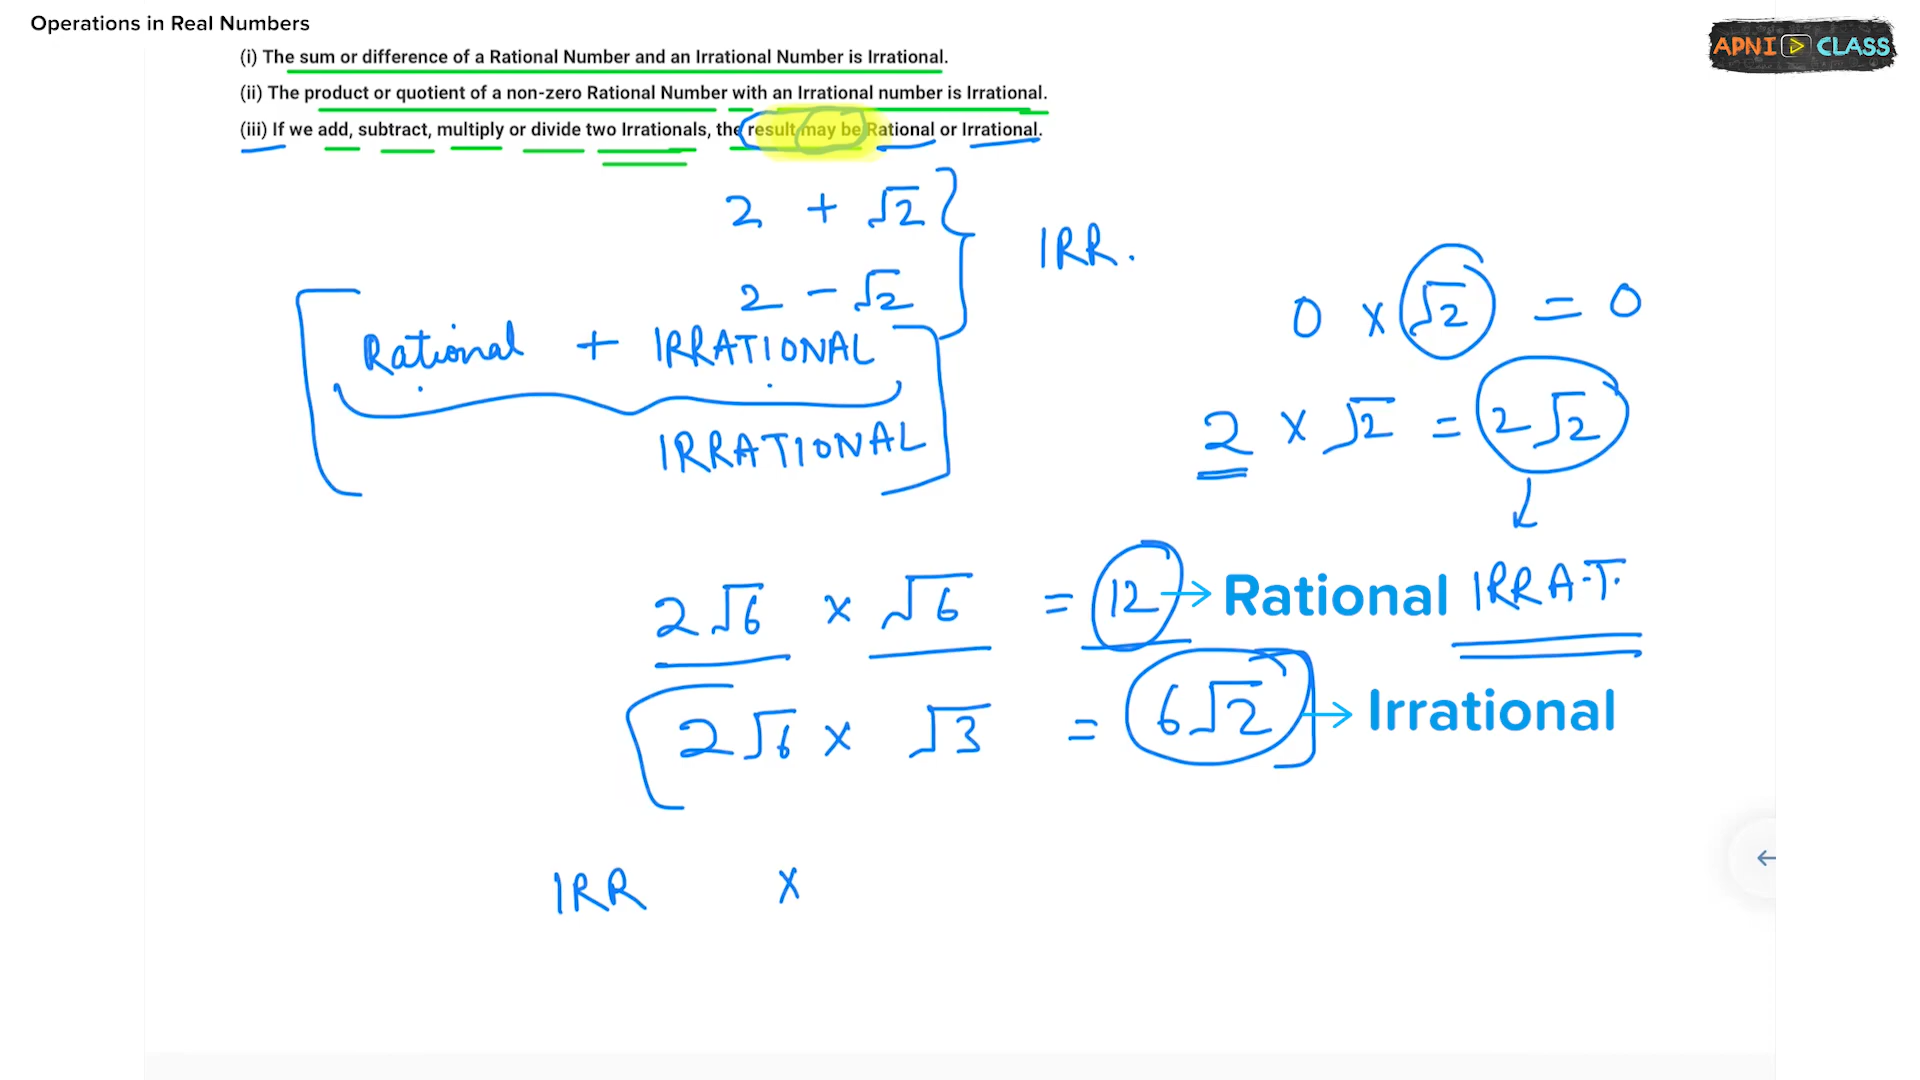 Operations in Real Numbers
APNI CLASS
(i) The sum or difference of a Rational Number and an Irrational Number is Irrational.
(ii) The product or quotient of a non-zero Rational Number with an Irrational number is Irrational.
(iii) If we add, subtract, multiply or divide two Irrationals, the result may be Rational or Irrational.
2 + √2
IRR.
2 - √2
0 x √2 = 0
Rational + IRRATIONAL
2 x √2 = 2√2
IRRATIONAL
2√6 x √6 = 12 → Rational IRRAT.
2√6 x √3 = 6√2 → Irrational
IRR x